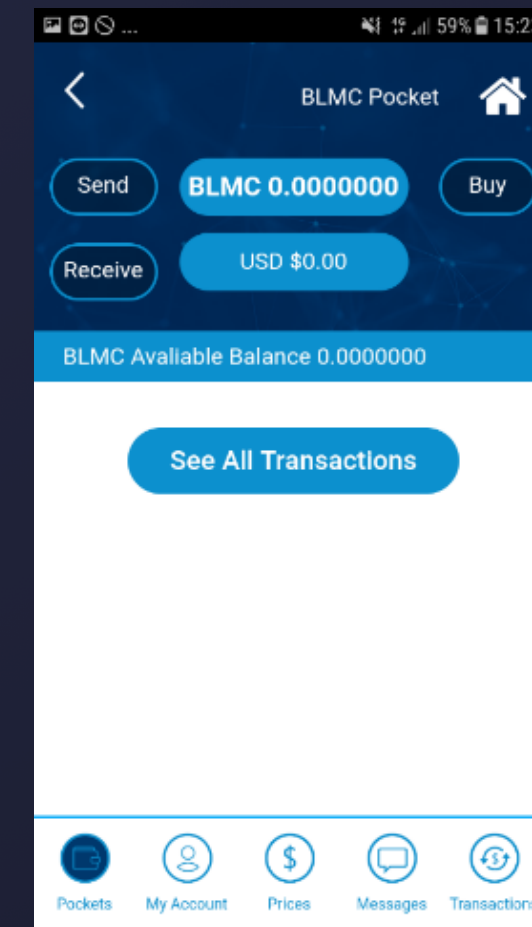 ... 59% 15:2
BLMC Pocket
Send BLMC 0.0000000 Buy
Receive USD $0.00
BLMC Avaliable Balance 0.0000000
See All Transactions
Pockets My Account Prices Messages Transactions